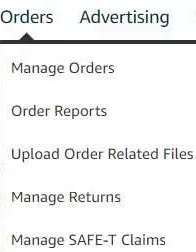 Orders Advertising
Manage Orders
Order Reports
Upload Order Related Files
Manage Returns
Manage SAFE-T Claims